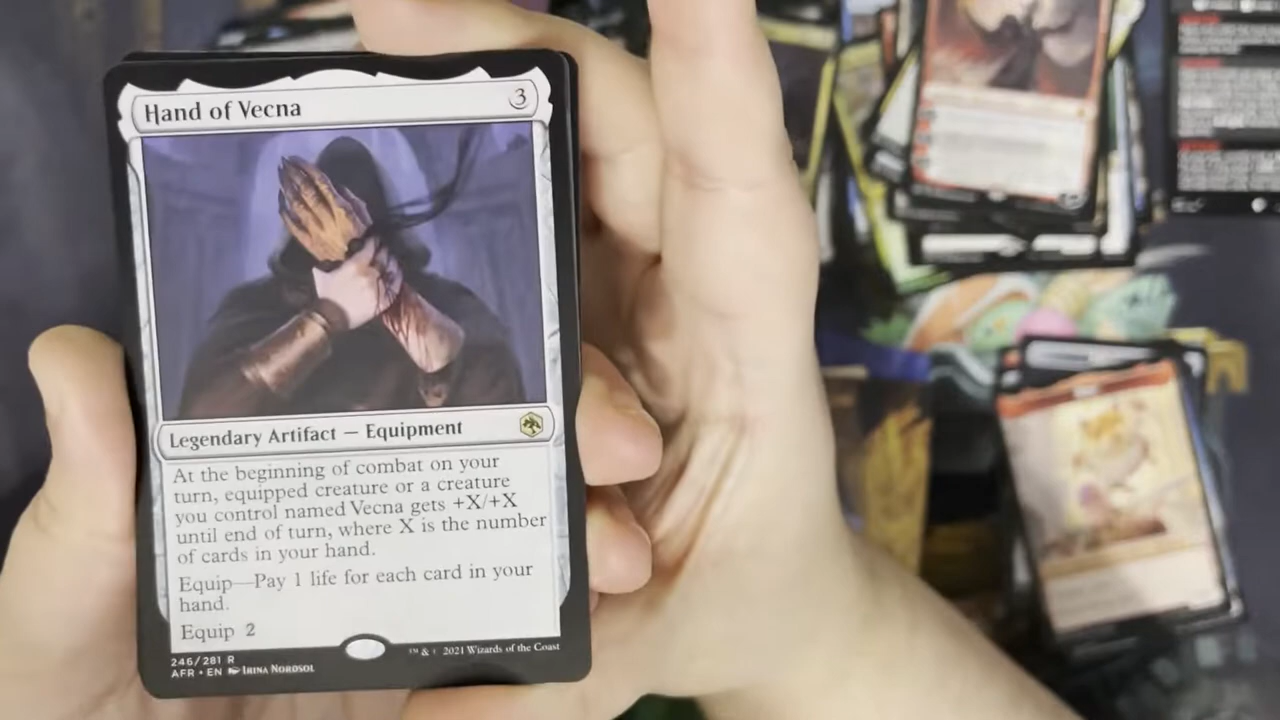 Hand of Vecna 3
Legendary Artifact — Equipment
At the beginning of combat on your
turn, equipped creature or a creature
you control named Vecna gets +X/+X
until end of turn, where X is the number
of cards in your hand.
Equip—Pay 1 life for each card in your
hand.
Equip 2
246/281 R
AFR • EN Irina Nordsol
™ & © 2021 Wizards of the Coast